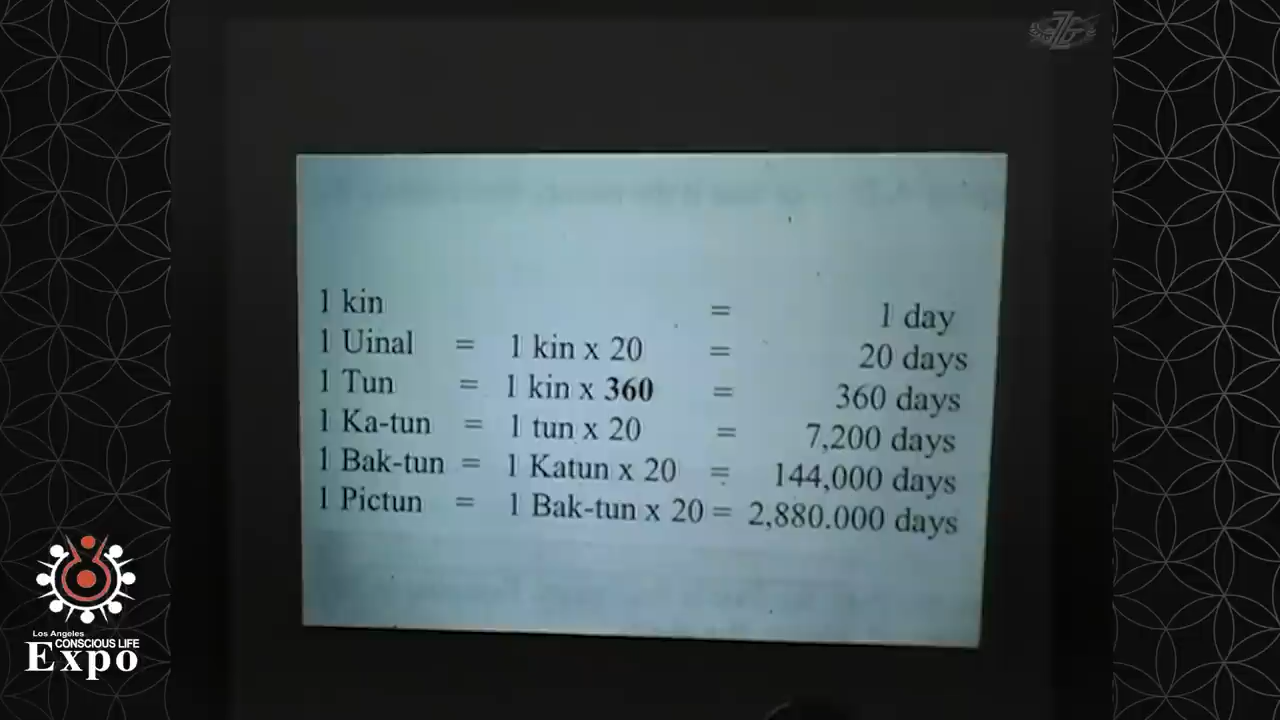 1 kin = 1 day
1 Uinal = 1 kin x 20 = 20 days
1 Tun = 1 kin x 360 = 360 days
1 Ka-tun = 1 tun x 20 = 7,200 days
1 Bak-tun = 1 Katun x 20 = 144,000 days
1 Pictun = 1 Bak-tun x 20 = 2,880.000 days
Los Angeles
CONSCIOUS LIFE
Expo